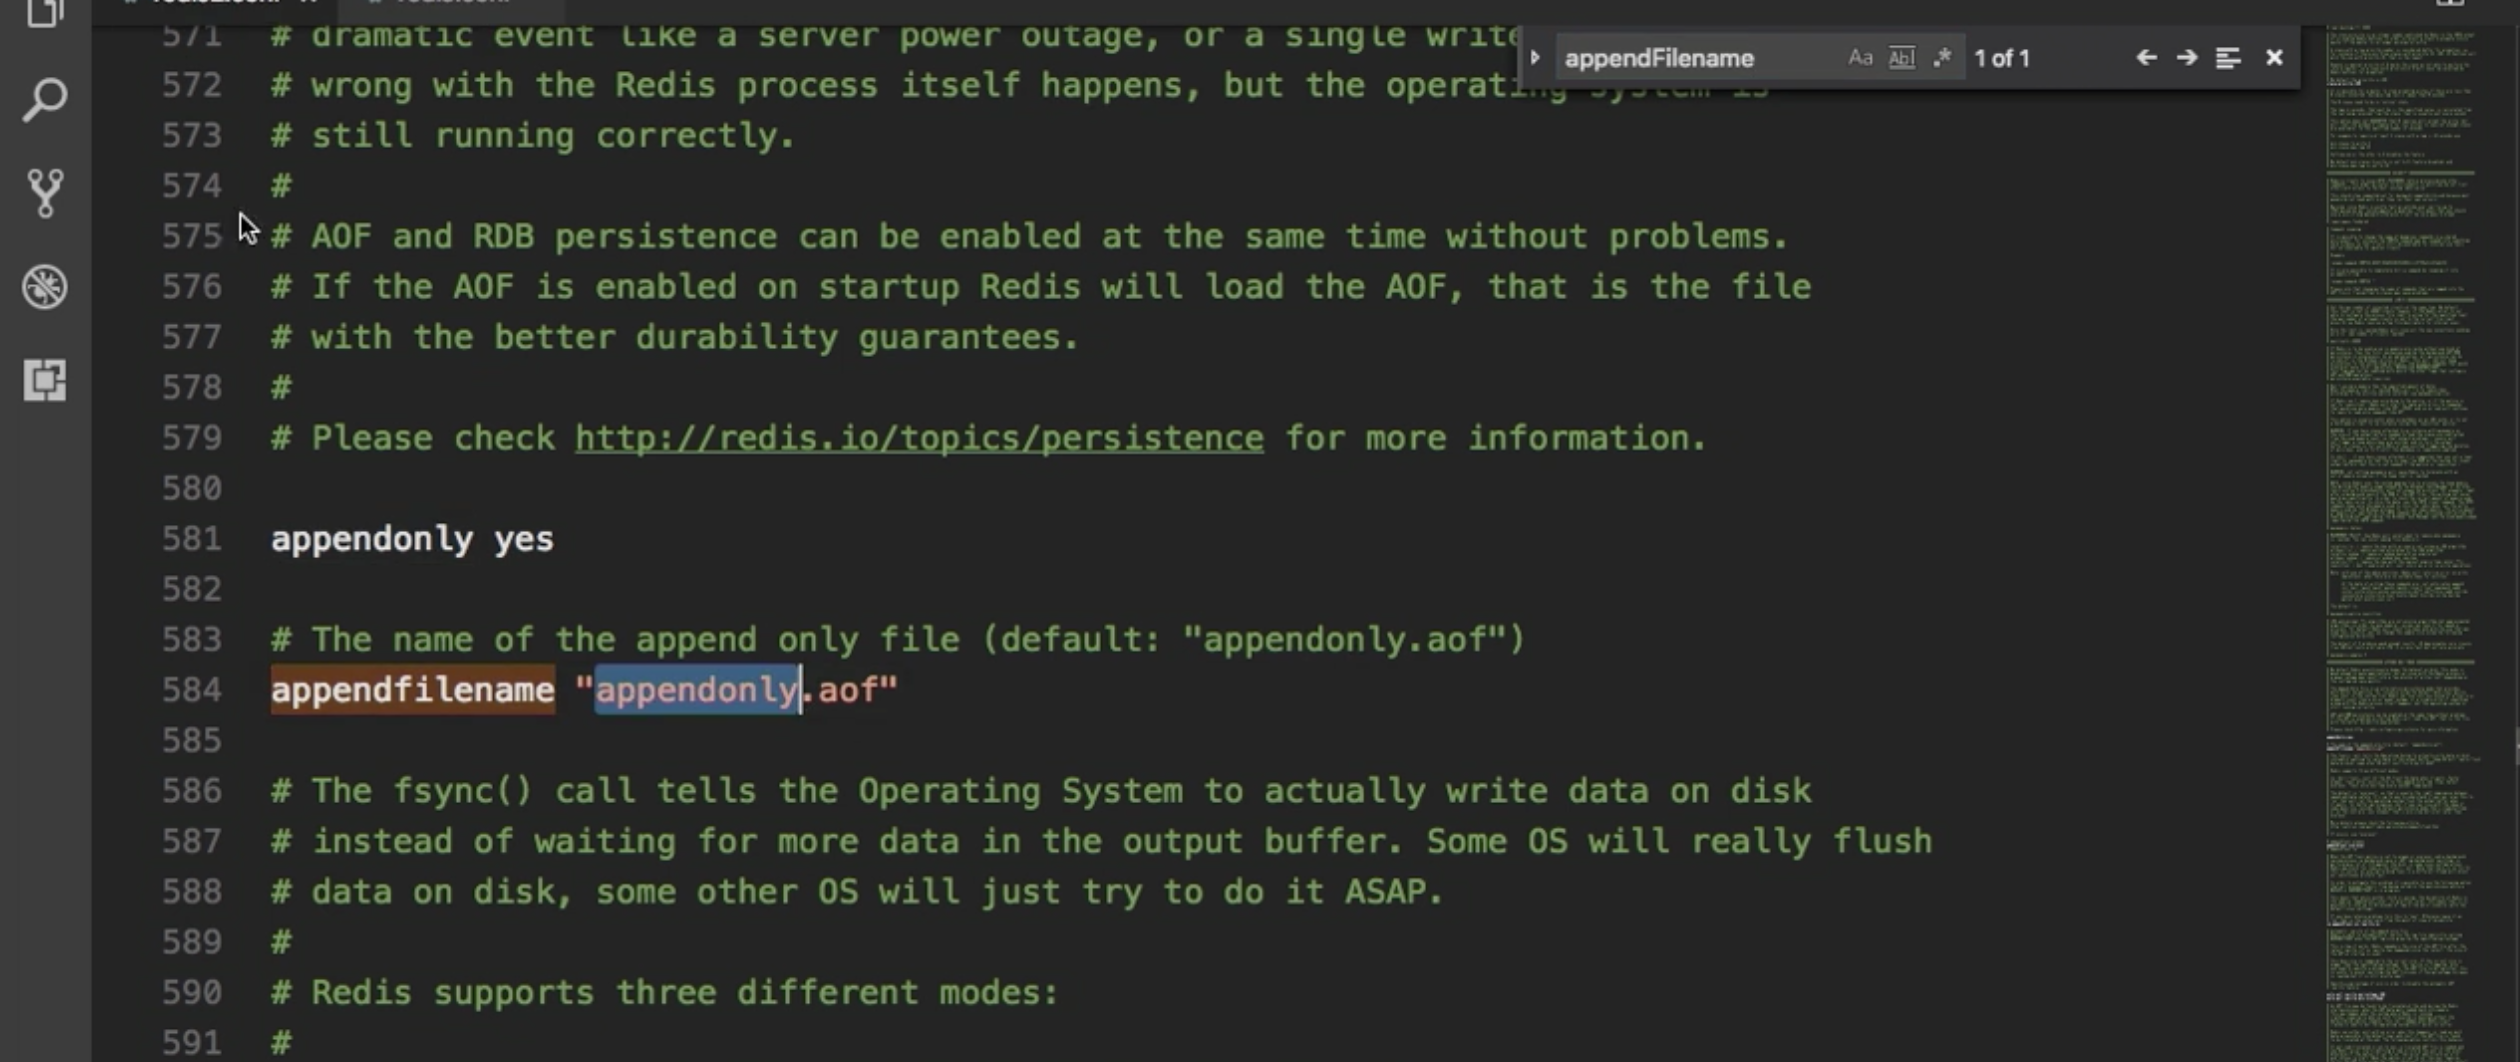 571 # dramatic event like a server power outage, or a single write
appendFilename Aa Abl .* 1 of 1
572 # wrong with the Redis process itself happens, but the operating system is
573 # still running correctly.
574 #
575 # AOF and RDB persistence can be enabled at the same time without problems.
576 # If the AOF is enabled on startup Redis will load the AOF, that is the file
577 # with the better durability guarantees.
578 #
579 # Please check http://redis.io/topics/persistence for more information.
580
581 appendonly yes
582
583 # The name of the append only file (default: "appendonly.aof")
584 appendfilename "appendonly.aof"
585
586 # The fsync() call tells the Operating System to actually write data on disk
587 # instead of waiting for more data in the output buffer. Some OS will really flush
588 # data on disk, some other OS will just try to do it ASAP.
589 #
590 # Redis supports three different modes:
591 #